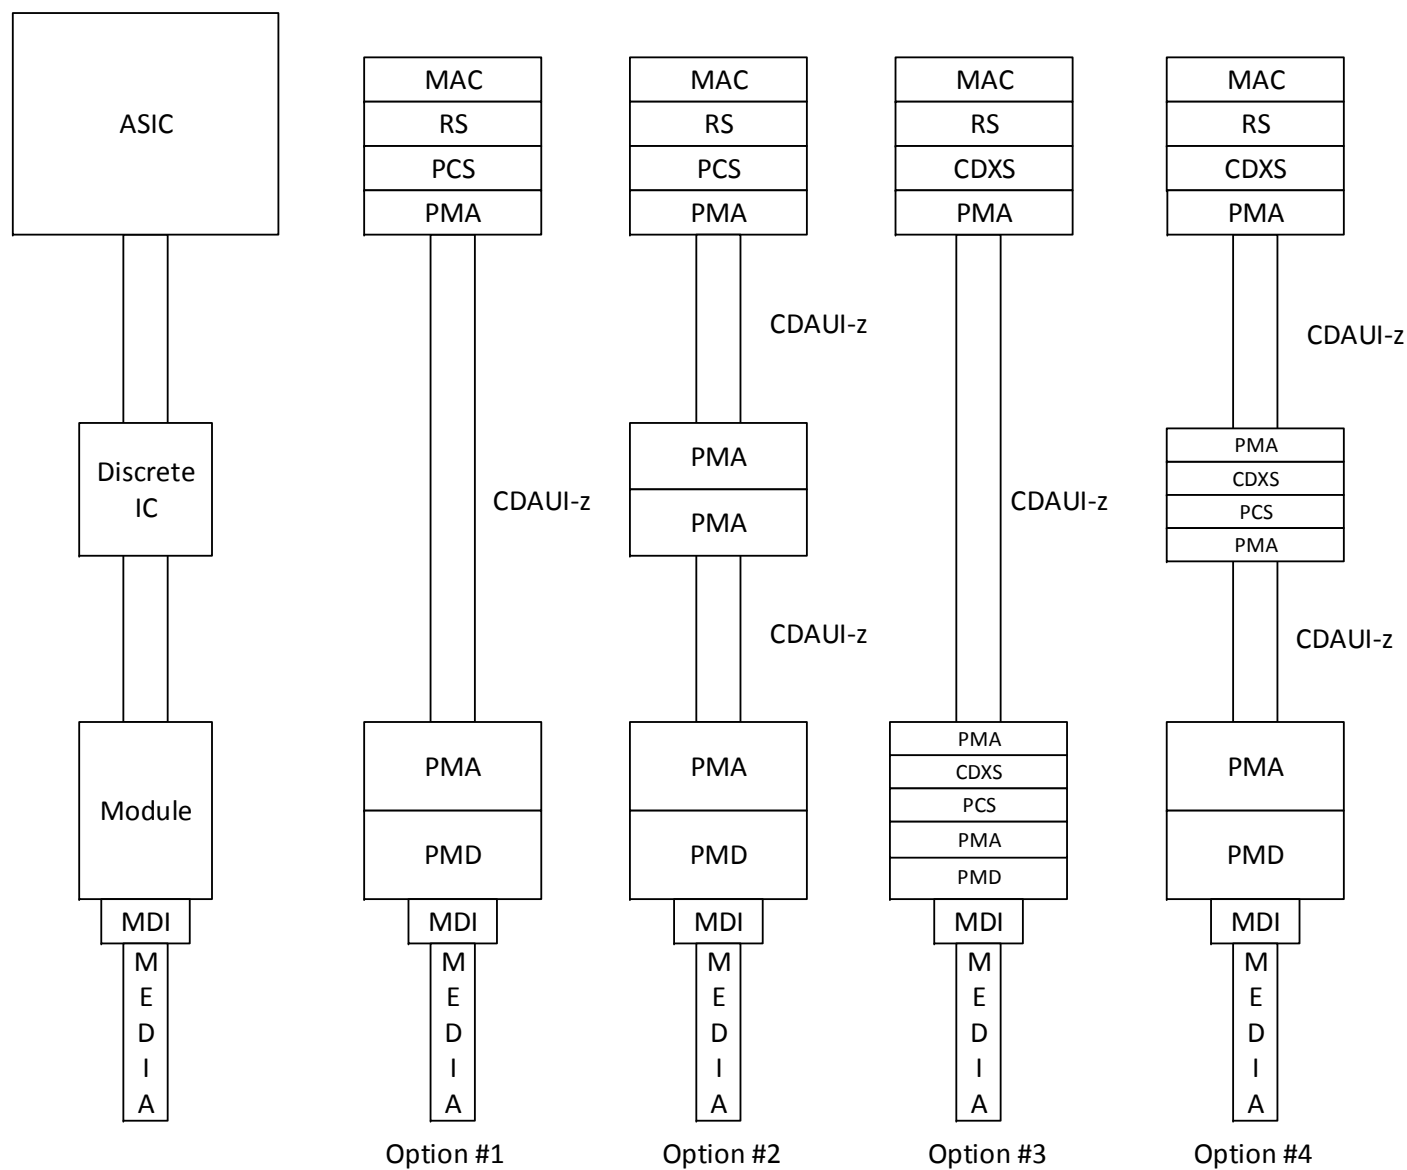 ASIC
Discrete
IC
Module
MDI
M
E
D
I
A
MAC
RS
PCS
PMA
CDAUI-z
PMA
PMD
MDI
M
E
D
I
A
Option #1
MAC
RS
PCS
PMA
CDAUI-z
PMA
PMA
CDAUI-z
PMA
PMD
MDI
M
E
D
I
A
Option #2
MAC
RS
CDXS
PMA
CDAUI-z
PMA
CDXS
PCS
PMA
PMD
MDI
M
E
D
I
A
Option #3
MAC
RS
CDXS
PMA
CDAUI-z
PMA
CDXS
PCS
PMA
CDAUI-z
PMA
PMD
MDI
M
E
D
I
A
Option #4